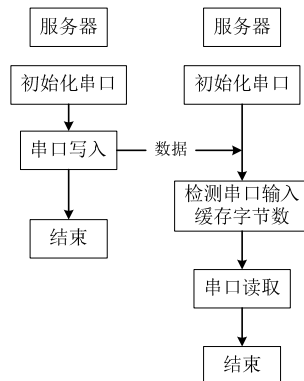 服务器
服务器
初始化串口
初始化串口
串口写入
数据
检测串口输入
缓存字节数
结束
串口读取
结束